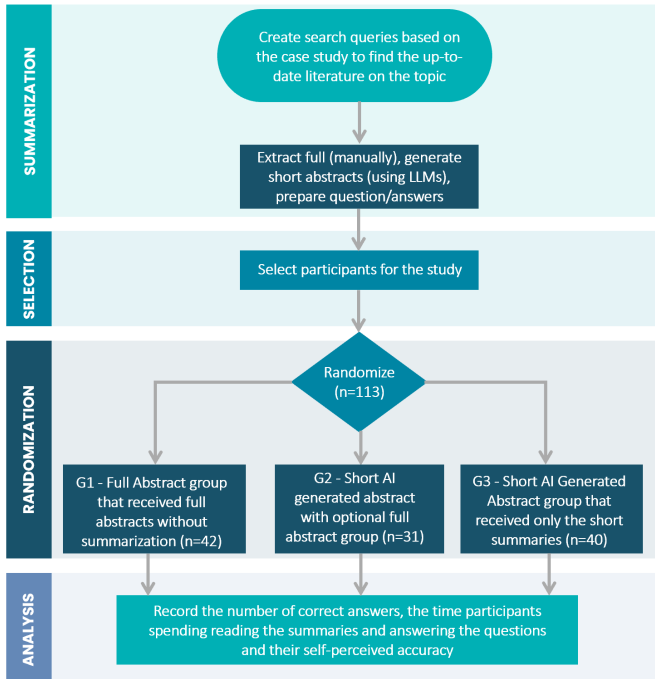 SUMMARIZATION
Create search queries based on
the case study to find the up-to-
date literature on the topic
Extract full (manually), generate
short abstracts (using LLMs),
prepare question/answers
SELECTION
Select participants for the study
RANDOMIZATION
Randomize
(n=113)
G1 - Full Abstract group
that received full
abstracts without
summarization (n=42)
G2 - Short AI
generated abstract
with optional full
abstract group (n=31)
G3 - Short AI Generated
Abstract group that
received only the short
summaries (n=40)
ANALYSIS
Record the number of correct answers, the time participants
spending reading the summaries and answering the questions
and their self-perceived accuracy